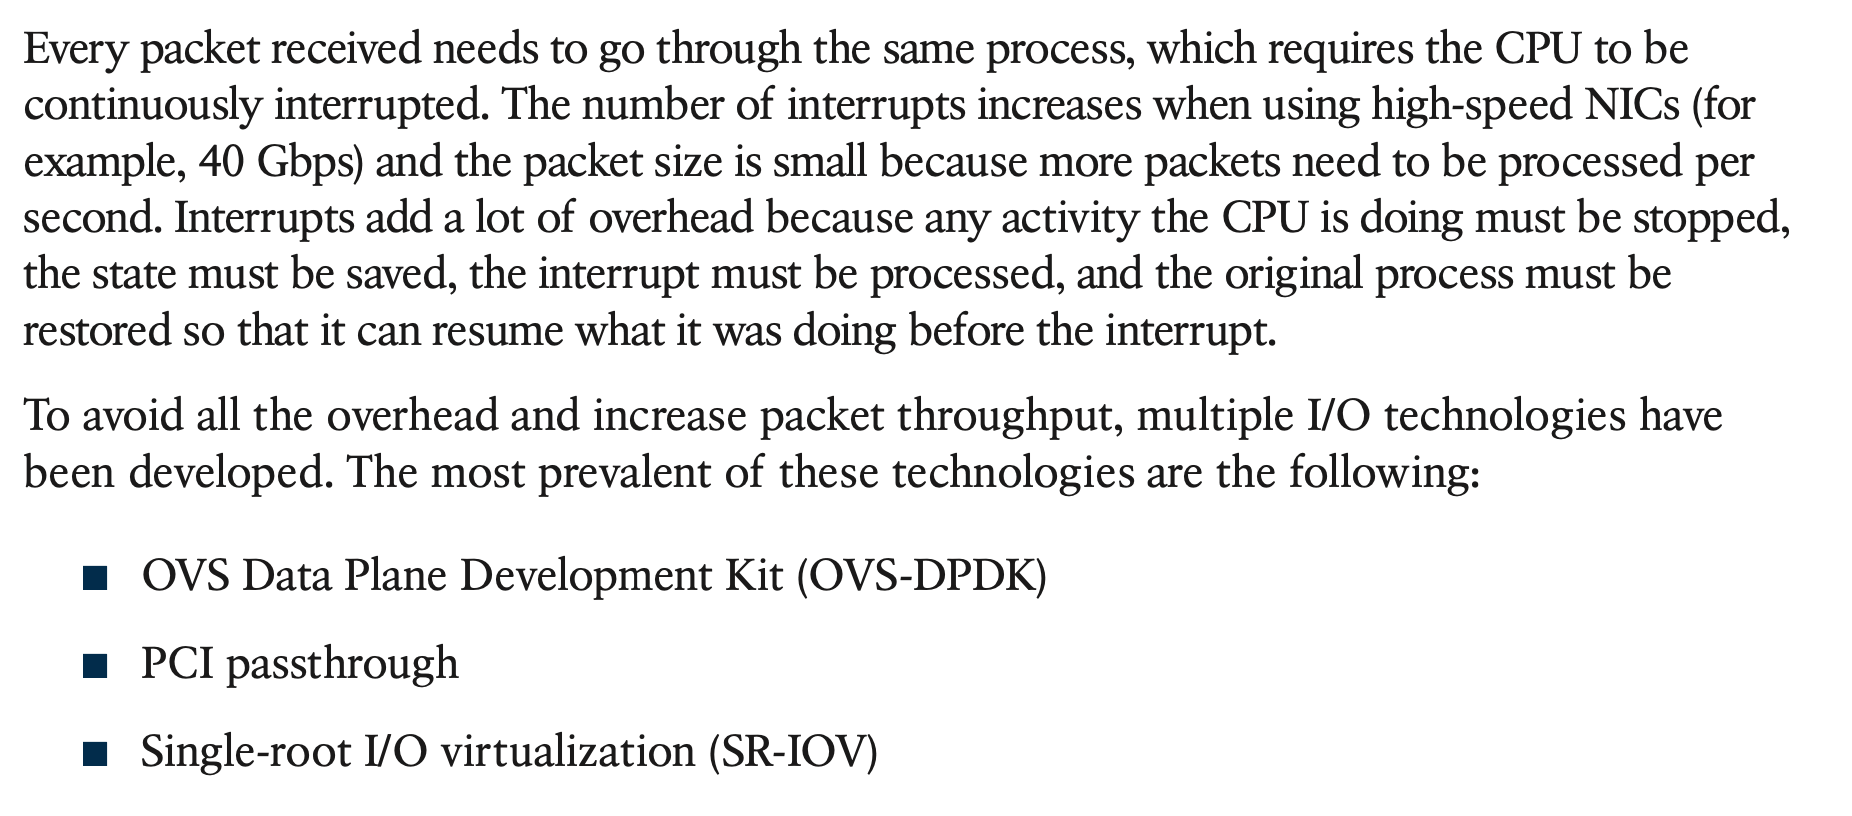 Every packet received needs to go through the same process, which requires the CPU to be
continuously interrupted. The number of interrupts increases when using high-speed NICs (for
example, 40 Gbps) and the packet size is small because more packets need to be processed per
second. Interrupts add a lot of overhead because any activity the CPU is doing must be stopped,
the state must be saved, the interrupt must be processed, and the original process must be
restored so that it can resume what it was doing before the interrupt.
To avoid all the overhead and increase packet throughput, multiple I/O technologies have
been developed. The most prevalent of these technologies are the following:
■ OVS Data Plane Development Kit (OVS-DPDK)
■ PCI passthrough
■ Single-root I/O virtualization (SR-IOV)